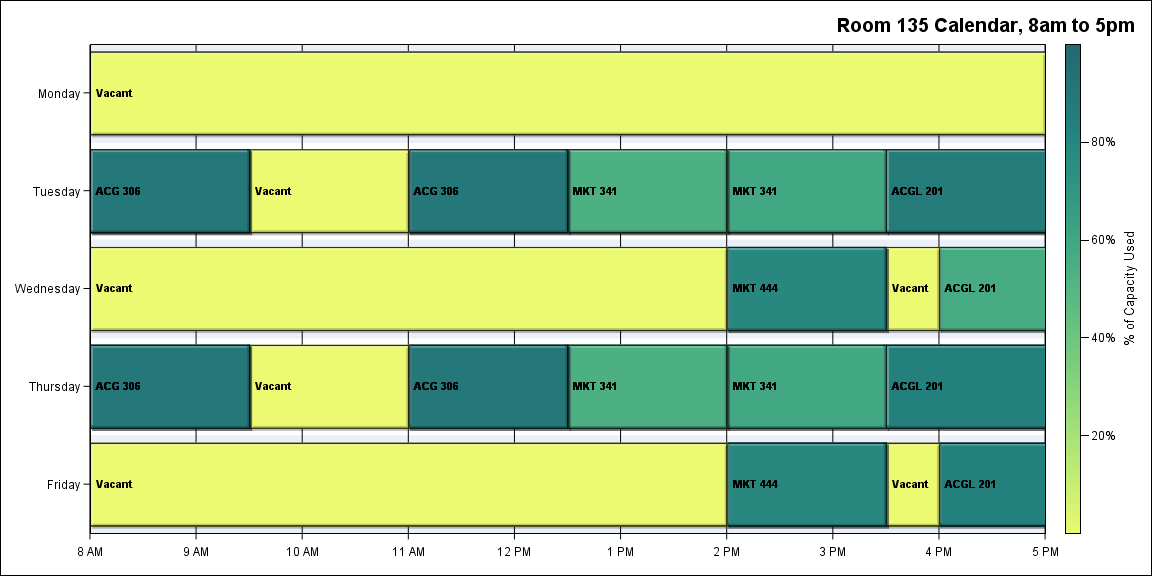 Room 135 Calendar, 8am to 5pm
Monday
Vacant
Tuesday
ACG 306
Vacant
ACG 306
MKT 341
MKT 341
ACGL 201
Wednesday
Vacant
MKT 444
Vacant
ACGL 201
Thursday
ACG 306
Vacant
ACG 306
MKT 341
MKT 341
ACGL 201
Friday
Vacant
MKT 444
Vacant
ACGL 201
8 AM
9 AM
10 AM
11 AM
12 PM
1 PM
2 PM
3 PM
4 PM
5 PM
80%
60%
40%
20%
% of Capacity Used